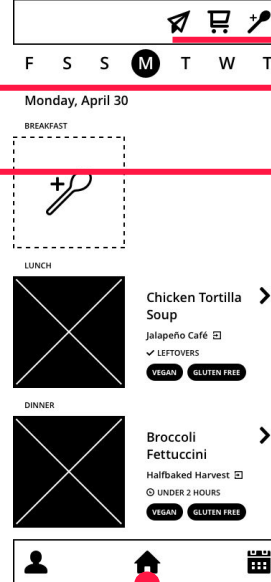 F S S M T W T
Monday, April 30
BREAKFAST
LUNCH
Chicken Tortilla
Soup
Jalapeño Café
LEFTOVERS
VEGAN GLUTEN FREE
DINNER
Broccoli
Fettuccini
Halfbaked Harvest
UNDER 2 HOURS
VEGAN GLUTEN FREE